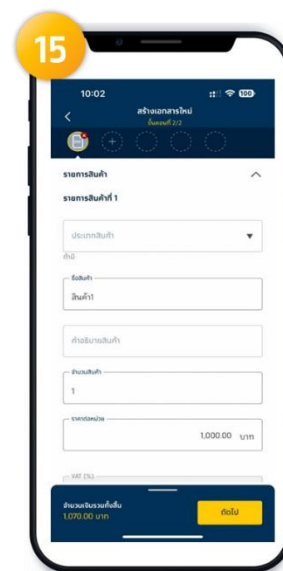 15
10:02
100
สร้างเอกสารใหม่
ขั้นตอนที่ 2/2
รายการสินค้า
รายการสินค้าที่ 1
ประเภทสินค้า
ถ้ามี
ชื่อสินค้า
สินค้า1
คำอธิบายสินค้า
จำนวนสินค้า
1
ราคาต่อหน่วย
1,000.00 บาท
VAT (%)
จำนวนเงินรวมทั้งสิ้น
1,070.00 บาท
ถัดไป